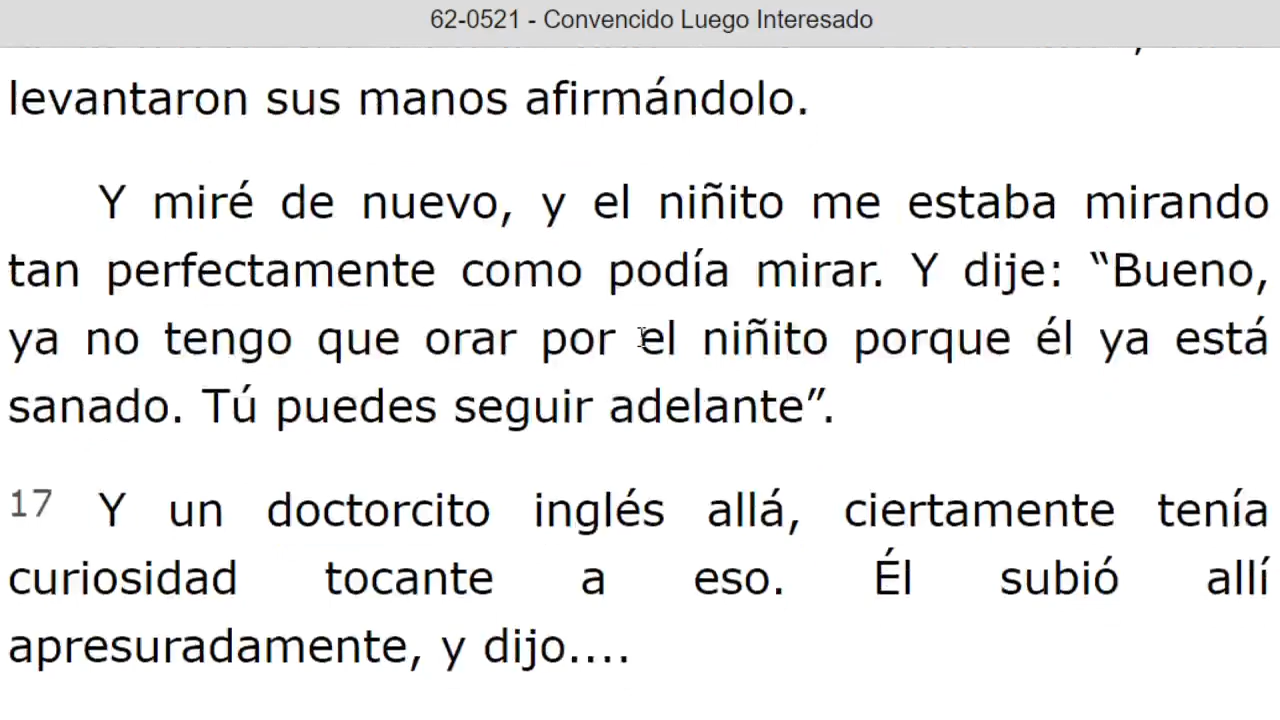 62-0521 - Convencido Luego Interesado
levantaron sus manos afirmándolo.
Y miré de nuevo, y el niñito me estaba mirando
tan perfectamente como podía mirar. Y dije: “Bueno,
ya no tengo que orar por el niñito porque él ya está
sanado. Tú puedes seguir adelante”.
17 Y un doctorcito inglés allá, ciertamente tenía
curiosidad tocante a eso. Él subió allí
apresuradamente, y dijo....